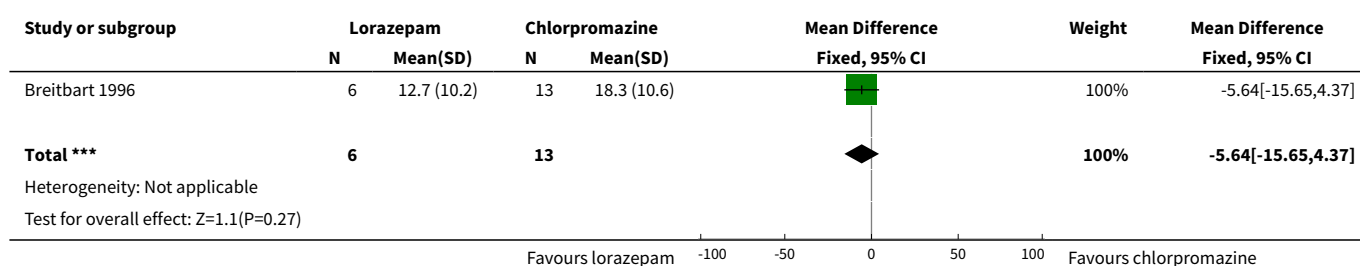 Study or subgroup Lorazepam Chlorpromazine Mean Difference Weight Mean Difference
N Mean(SD) N Mean(SD) Fixed, 95% CI Fixed, 95% CI
Breitbart 1996 6 12.7 (10.2) 13 18.3 (10.6) 100% -5.64[-15.65,4.37]
Total *** 6 13 100% -5.64[-15.65,4.37]
Heterogeneity: Not applicable
Test for overall effect: Z=1.1(P=0.27)
Favours lorazepam -100 -50 0 50 100 Favours chlorpromazine